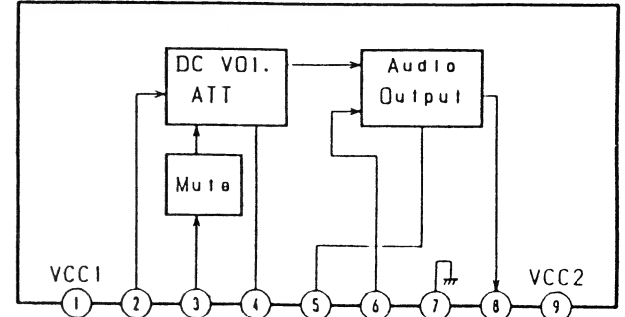 DC VOl.
ATT
Audio
Output
Mute
VCC1
VCC2
1 2 3 4 5 6 7 8 9